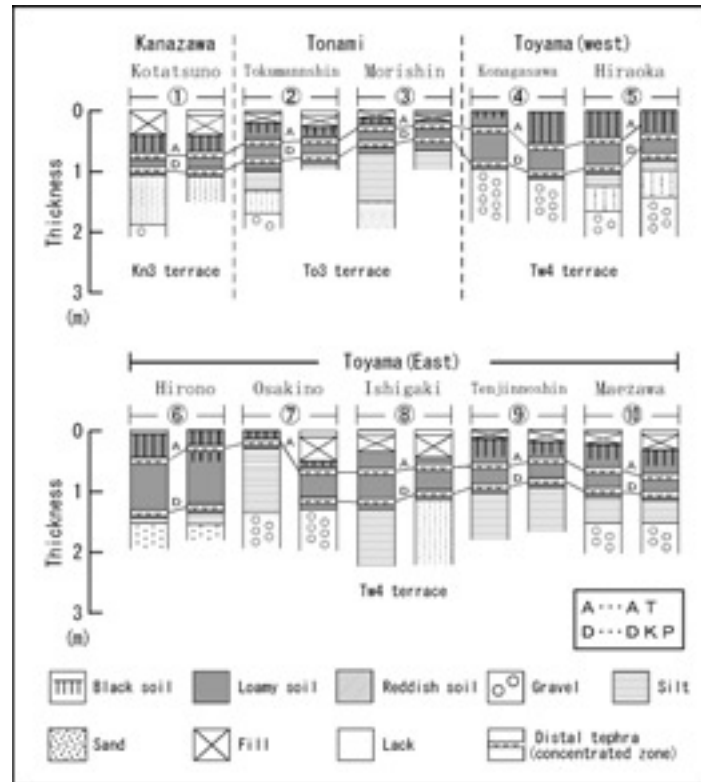 Kanazawa Tonami Toyama(west)
Kotatsuno Tokumannshin Morishin Konagasawa Hiraoka
① ② ③ ④ ⑤
0
1
2
3
(m)
Thickness
A A A A
D D D D
Kn3 terrace To3 terrace Tw4 terrace
Toyama(East)
Hirono Osakino Ishigaki Tenjinnoshin Maezawa
⑥ ⑦ ⑧ ⑨ ⑩
0
1
2
3
(m)
Thickness
A A A A A
D D D D
Tw4 terrace
A···AT
D···DKP
Black soil Loamy soil Reddish soil Gravel Silt
Sand Fill Lack Distal tephra
(concentrated zone)